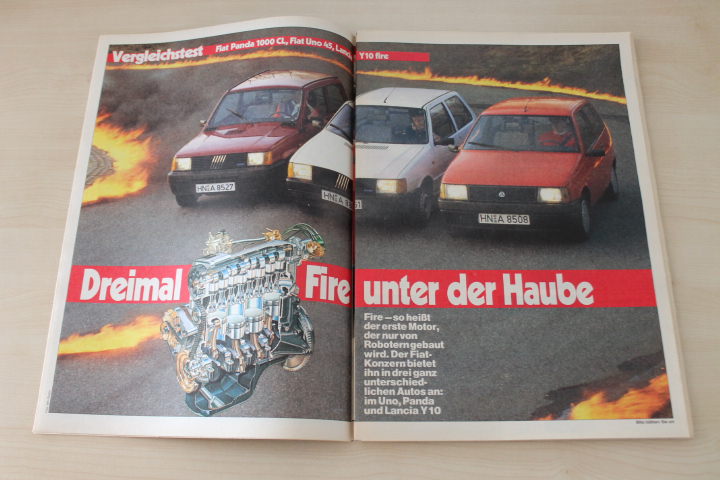 Vergleichstest
Fiat Panda 1000 CL, Fiat Uno 45, Lancia Y10 fire
HN A 8527
HN A 8508
Dreimal Fire unter der Haube
Fire – so heißt
der erste Motor,
der nur von
Robotern gebaut
wird. Der Fiat-
Konzern bietet
ihn in drei ganz
unterschied-
lichen Autos an:
im Uno, Panda
und Lancia Y10